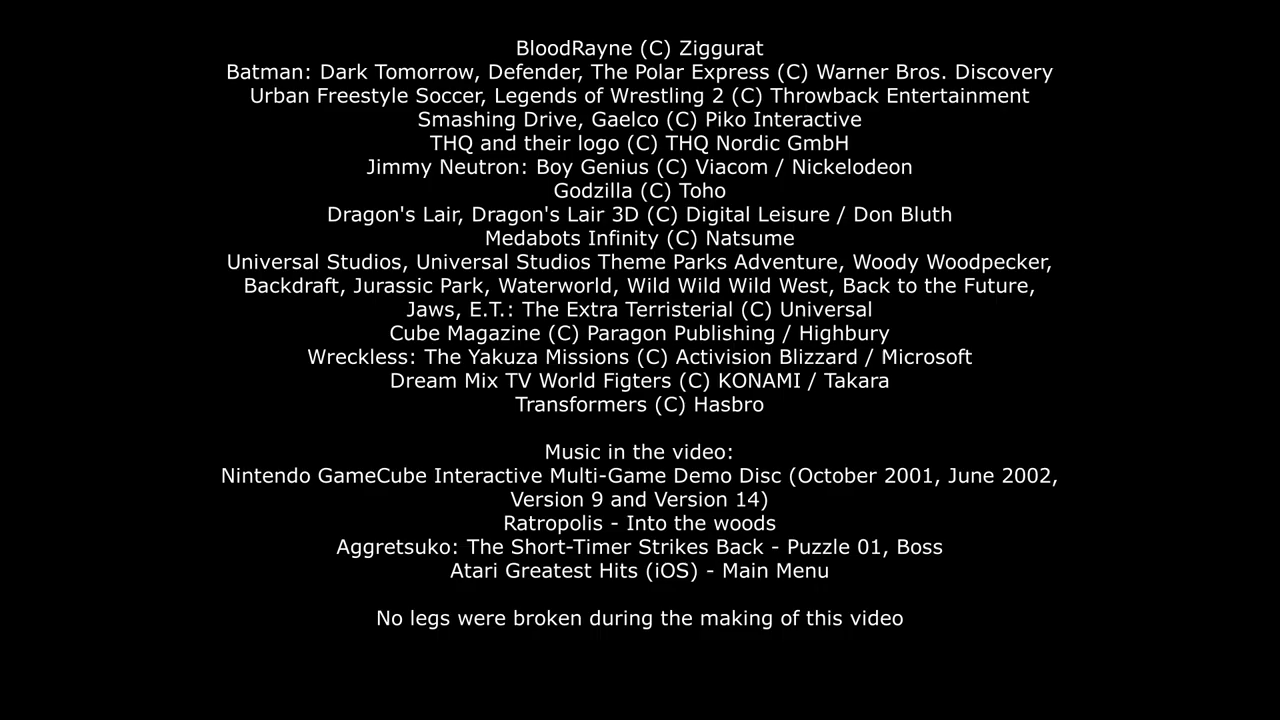 BloodRayne (C) Ziggurat
Batman: Dark Tomorrow, Defender, The Polar Express (C) Warner Bros. Discovery
Urban Freestyle Soccer, Legends of Wrestling 2 (C) Throwback Entertainment
Smashing Drive, Gaelco (C) Piko Interactive
THQ and their logo (C) THQ Nordic GmbH
Jimmy Neutron: Boy Genius (C) Viacom / Nickelodeon
Godzilla (C) Toho
Dragon's Lair, Dragon's Lair 3D (C) Digital Leisure / Don Bluth
Medabots Infinity (C) Natsume
Universal Studios, Universal Studios Theme Parks Adventure, Woody Woodpecker,
Backdraft, Jurassic Park, Waterworld, Wild Wild Wild West, Back to the Future,
Jaws, E.T.: The Extra Terristerial (C) Universal
Cube Magazine (C) Paragon Publishing / Highbury
Wreckless: The Yakuza Missions (C) Activision Blizzard / Microsoft
Dream Mix TV World Figters (C) KONAMI / Takara
Transformers (C) Hasbro
Music in the video:
Nintendo GameCube Interactive Multi-Game Demo Disc (October 2001, June 2002,
Version 9 and Version 14)
Ratropolis - Into the woods
Aggretsuko: The Short-Timer Strikes Back - Puzzle 01, Boss
Atari Greatest Hits (iOS) - Main Menu
No legs were broken during the making of this video